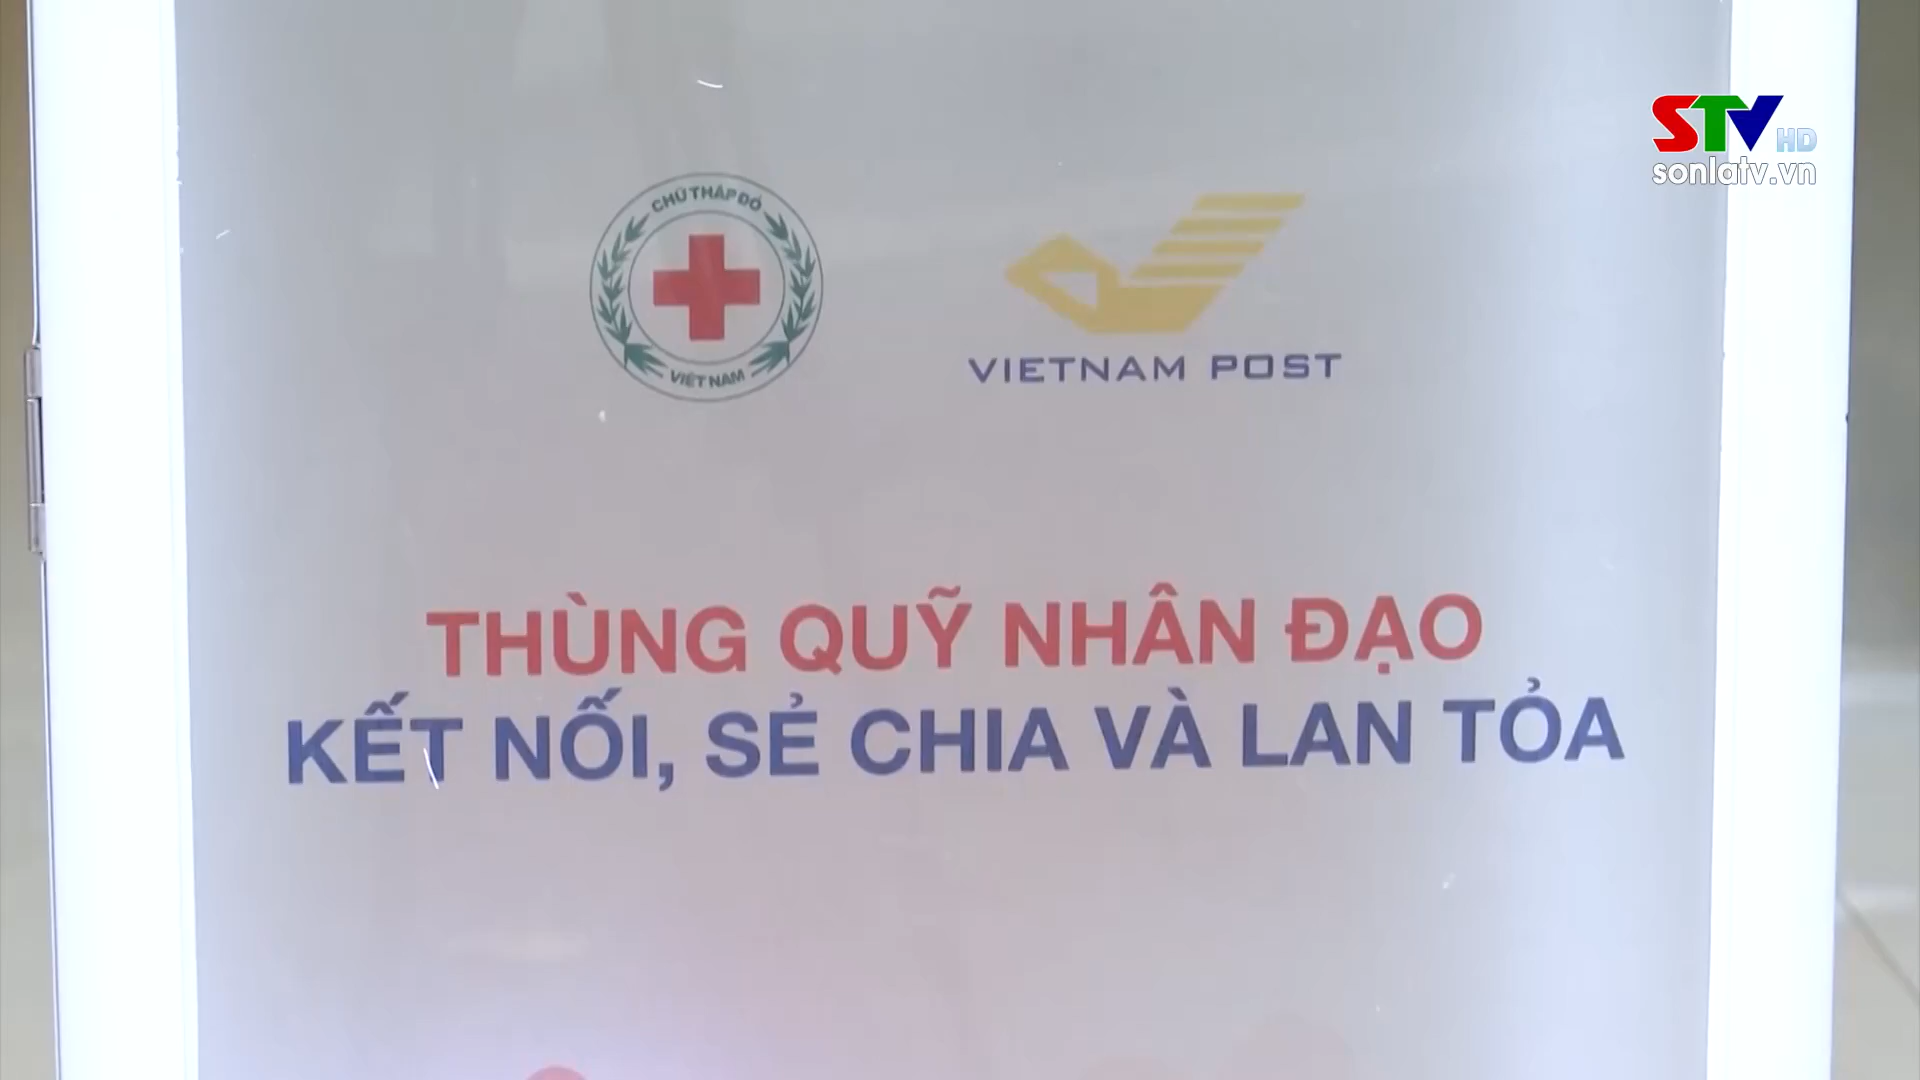 STV HD
sonlatv.vn
CHỮ THẬP ĐỎ
VIỆT NAM
VIETNAM POST
THÙNG QUỸ NHÂN ĐẠO
KẾT NỐI, SẺ CHIA VÀ LAN TỎA